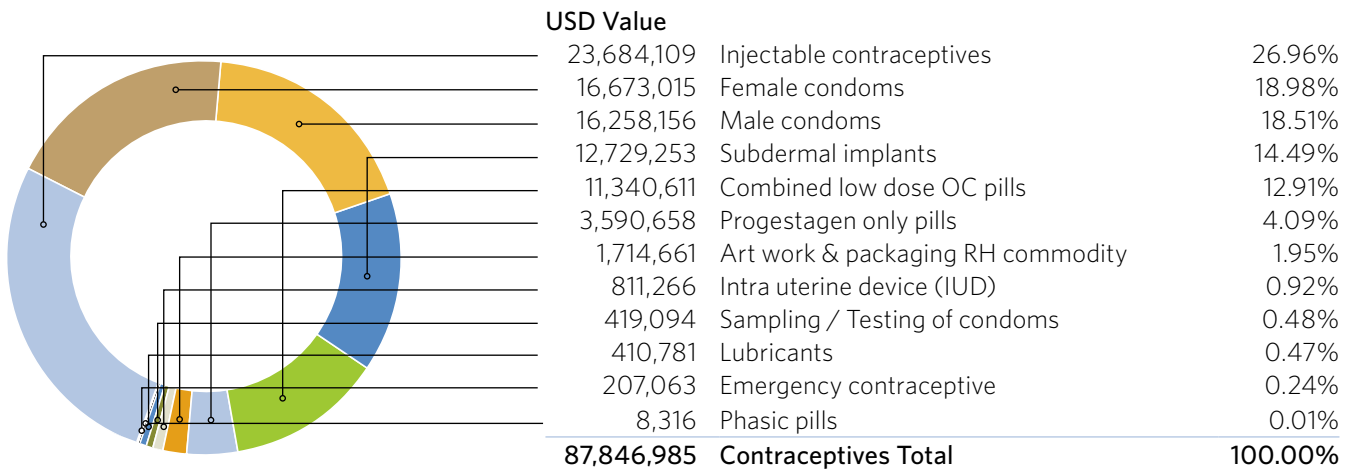 USD Value
23,684,109 Injectable contraceptives 26.96%
16,673,015 Female condoms 18.98%
16,258,156 Male condoms 18.51%
12,729,253 Subdermal implants 14.49%
11,340,611 Combined low dose OC pills 12.91%
3,590,658 Progestagen only pills 4.09%
1,714,661 Art work & packaging RH commodity 1.95%
811,266 Intra uterine device (IUD) 0.92%
419,094 Sampling / Testing of condoms 0.48%
410,781 Lubricants 0.47%
207,063 Emergency contraceptive 0.24%
8,316 Phasic pills 0.01%
87,846,985 Contraceptives Total 100.00%